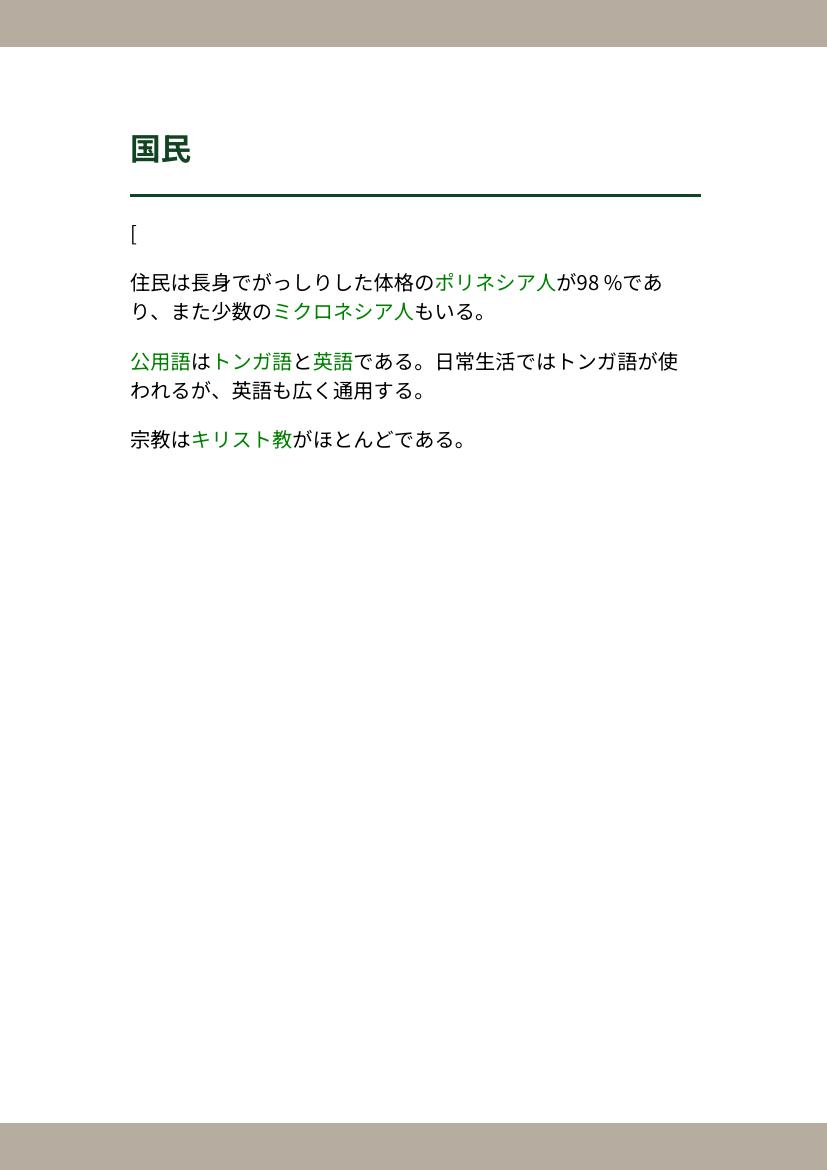 国民
[
住民は長身でがっしりした体格のポリネシア人が98 %であ
り、また少数のミクロネシア人もいる。
公用語はトンガ語と英語である。日常生活ではトンガ語が使
われるが、英語も広く通用する。
宗教はキリスト教がほとんどである。